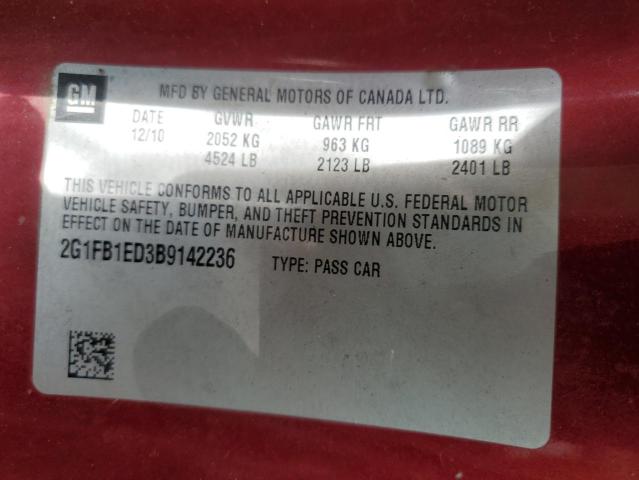 GM
MFD BY GENERAL MOTORS OF CANADA LTD.
DATE GVWR GAWR FRT GAWR RR
12/10 2052 KG 963 KG 1089 KG
4524 LB 2123 LB 2401 LB
THIS VEHICLE CONFORMS TO ALL APPLICABLE U.S. FEDERAL MOTOR
VEHICLE SAFETY, BUMPER, AND THEFT PREVENTION STANDARDS IN
EFFECT ON THE DATE OF MANUFACTURE SHOWN ABOVE.
2G1FB1ED3B9142236 TYPE: PASS CAR